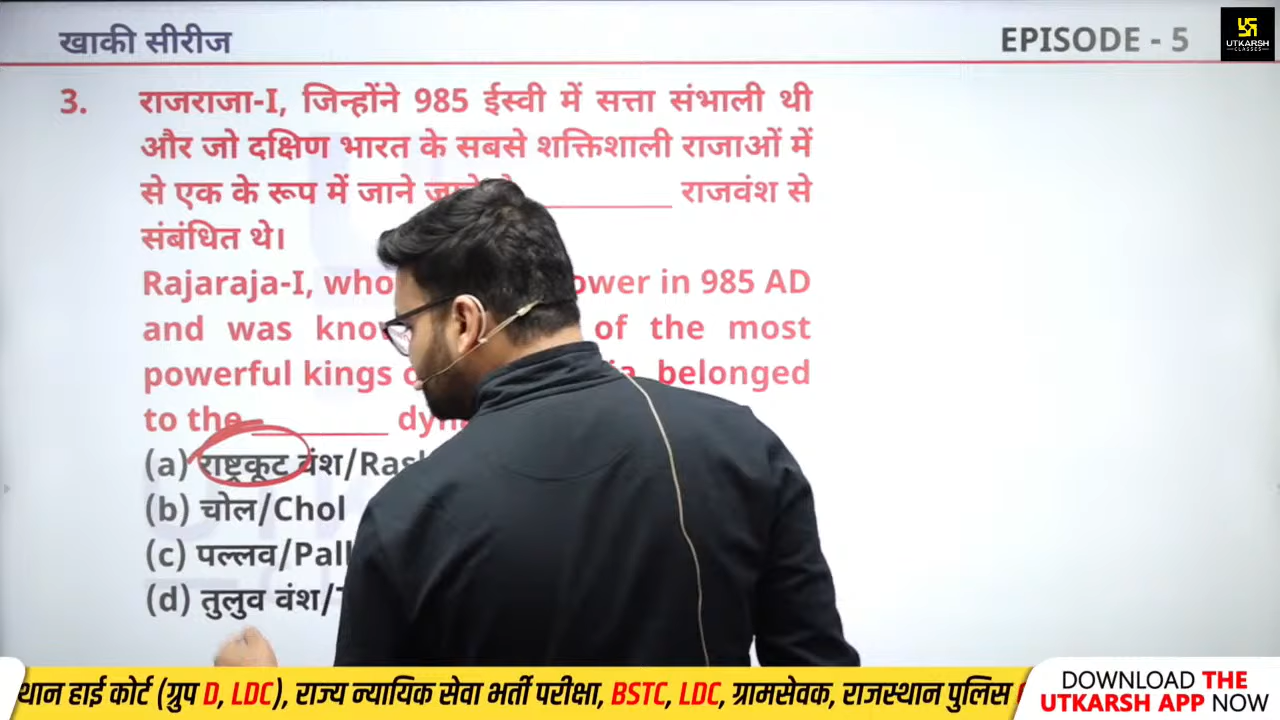 खाकी सीरीज
EPISODE - 5
UTKARSH
CLASSES
3. राजराजा-I, जिन्होंने 985 ईस्वी में सत्ता संभाली थी
और जो दक्षिण भारत के सबसे शक्तिशाली राजाओं में
से एक के रूप में जाने ________ राजवंश से
संबंधित थे।
Rajaraja-I, who ower in 985 AD
and was kno of the most
powerful kings belonged
to the ________ dyn
(a) राष्ट्रकूट वंश/Ras
(b) चोल/Chol
(c) पल्लव/Pall
(d) तुलुव वंश/
थान हाई कोर्ट (ग्रुप D, LDC), राज्य न्यायिक सेवा भर्ती परीक्षा, BSTC, LDC, ग्रामसेवक, राजस्थान पुलिस
DOWNLOAD THE
UTKARSH APP NOW